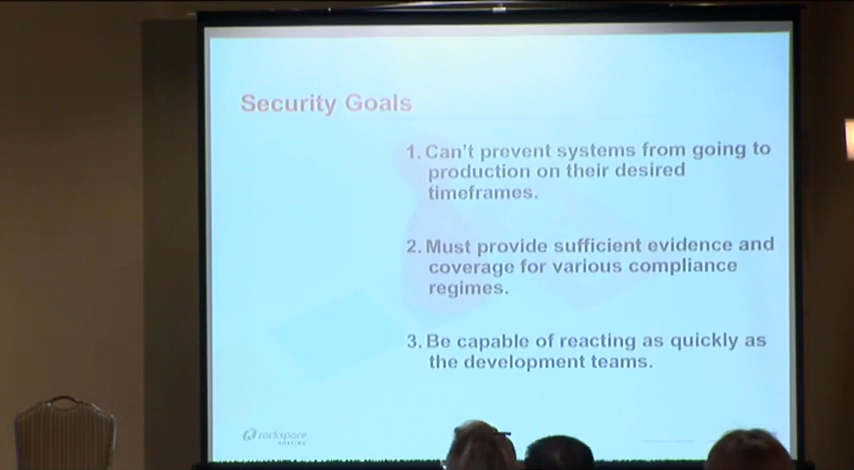 Security Goals
1. Can't prevent systems from going to
production on their desired
timeframes.
2. Must provide sufficient evidence and
coverage for various compliance
regimes.
3. Be capable of reacting as quickly as
the development teams.
rackspace
HOSTING